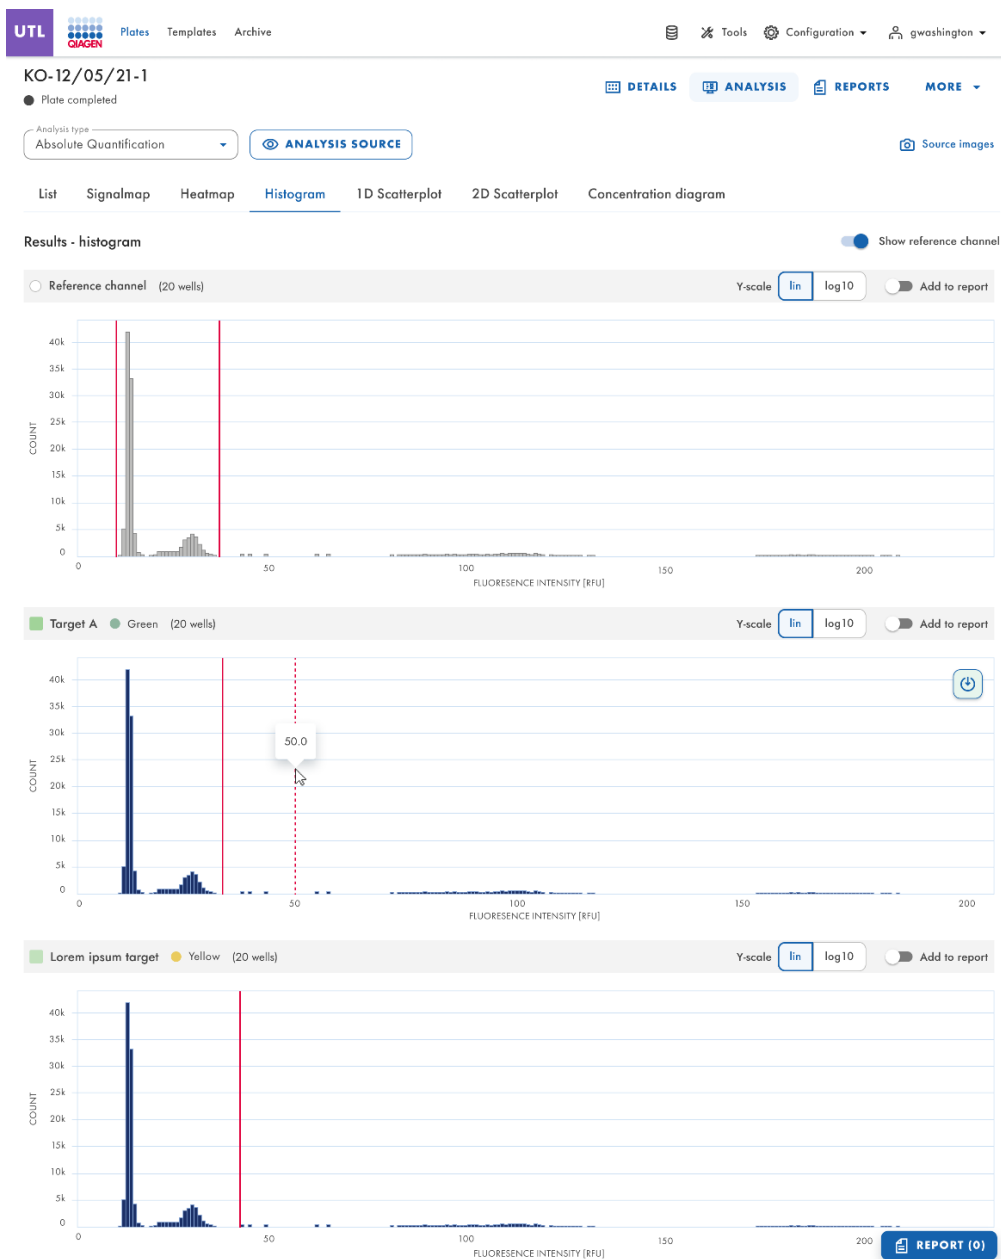 UTL QIAGEN Plates Templates Archive Tools Configuration gwashington
KO-12/05/21-1
Plate completed
DETAILS ANALYSIS REPORTS MORE
Analysis type
Absolute Quantification ANALYSIS SOURCE Source images
List Signalmap Heatmap Histogram 1D Scatterplot 2D Scatterplot Concentration diagram
Results - histogram Show reference channel
Reference channel (20 wells) Y-scale lin log10 Add to report
40k
35k
30k
25k
20k
15k
10k
5k
0
COUNT
0 50 100 150 200
FLUORESENCE INTENSITY [RFU]
Target A Green (20 wells) Y-scale lin log10 Add to report
40k
35k
30k
50.0
25k
20k
15k
10k
5k
0
COUNT
0 50 100 150 200
FLUORESENCE INTENSITY [RFU]
Lorem ipsum target Yellow (20 wells) Y-scale lin log10 Add to report
40k
35k
30k
25k
20k
15k
10k
5k
0
COUNT
0 50 100 150 200
FLUORESENCE INTENSITY [RFU]
REPORT (0)